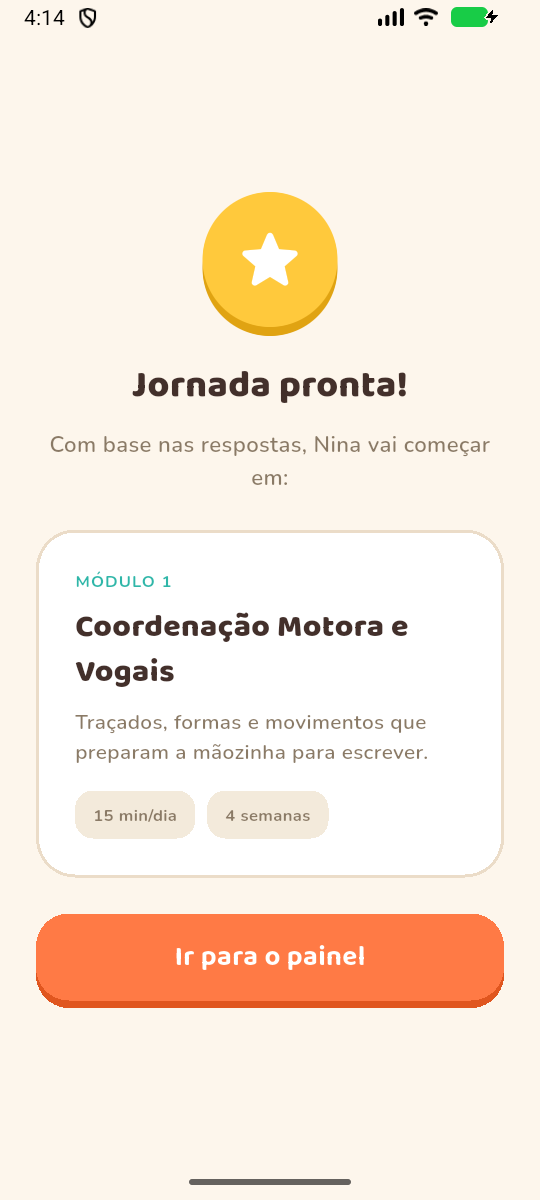 4:14
Jornada pronta!
Com base nas respostas, Nina vai começar
em:
MÓDULO 1
Coordenação Motora e
Vogais
Traçados, formas e movimentos que
preparam a mãozinha para escrever.
15 min/dia
4 semanas
Ir para o painel